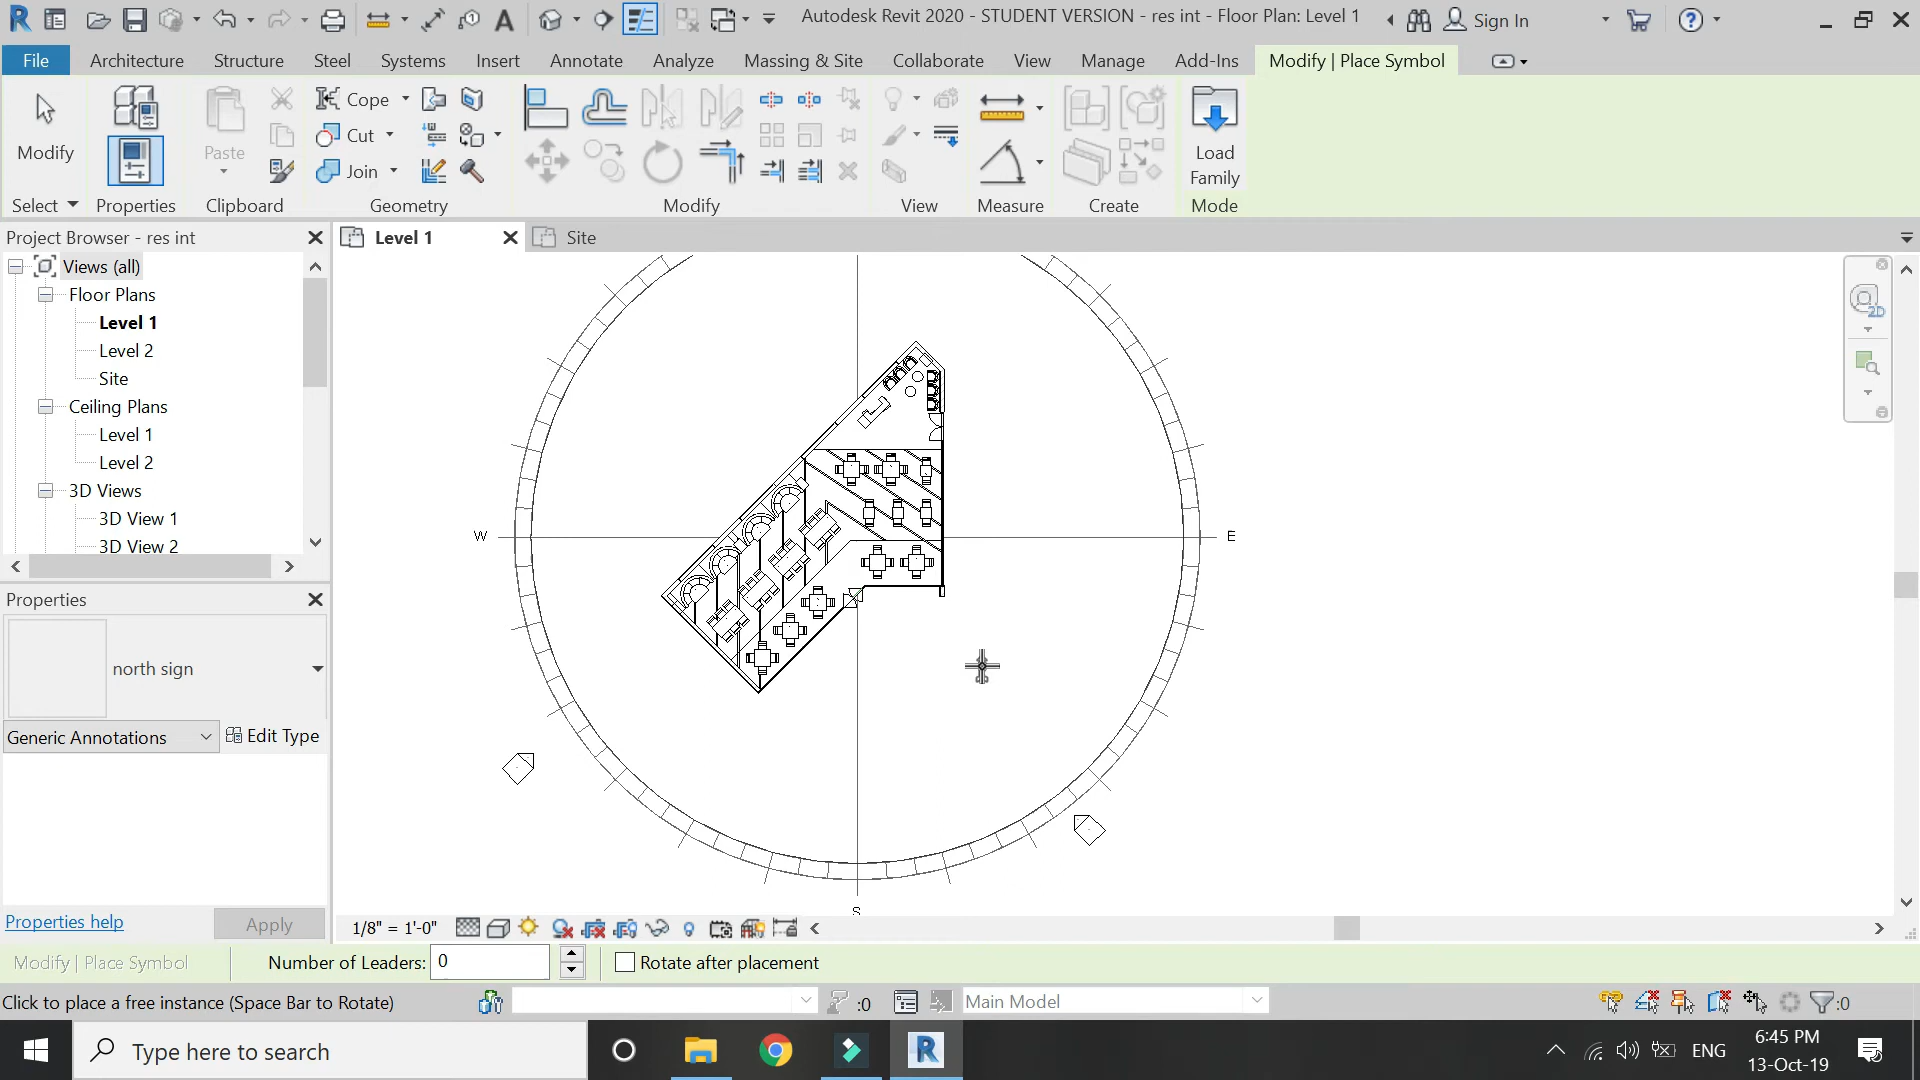 Autodesk Revit 2020 - STUDENT VERSION - res int - Floor Plan: Level 1
Sign In
File
Architecture
Structure
Steel
Systems
Insert
Annotate
Analyze
Massing & Site
Collaborate
View
Manage
Add-Ins
Modify | Place Symbol
Modify
Paste
Cope
Cut
Join
Load
Family
Select
Properties
Clipboard
Geometry
Modify
View
Measure
Create
Mode
Project Browser - res int
Level 1
Site
Views (all)
Floor Plans
Level 1
Level 2
Site
Ceiling Plans
Level 1
Level 2
3D Views
3D View 1
3D View 2
Properties
north sign
Generic Annotations
Edit Type
Properties help
Apply
W
E
S
2D
1/8" = 1'-0"
Modify | Place Symbol
Number of Leaders:
0
Rotate after placement
Click to place a free instance (Space Bar to Rotate)
:0
Main Model
:0
Type here to search
ENG
6:45 PM
13-Oct-19